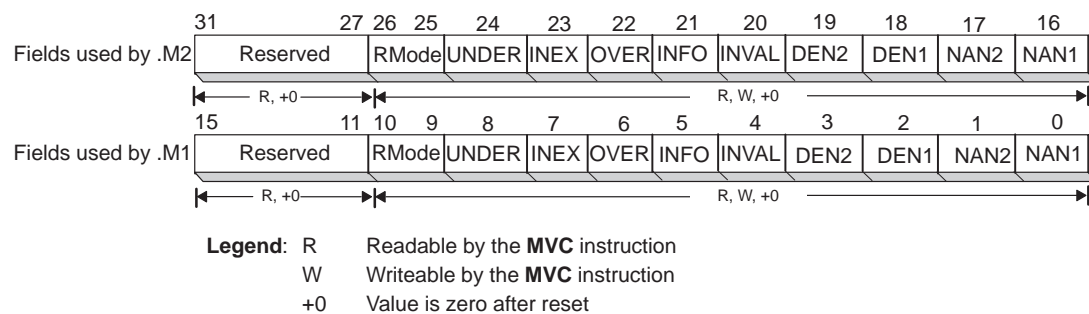 31 27 26 25 24 23 22 21 20 19 18 17 16
Fields used by .M2 Reserved RMode UNDER INEX OVER INFO INVAL DEN2 DEN1 NAN2 NAN1
R, +0 R, W, +0
15 11 10 9 8 7 6 5 4 3 2 1 0
Fields used by .M1 Reserved RMode UNDER INEX OVER INFO INVAL DEN2 DEN1 NAN2 NAN1
R, +0 R, W, +0
Legend: R Readable by the MVC instruction
W Writeable by the MVC instruction
+0 Value is zero after reset